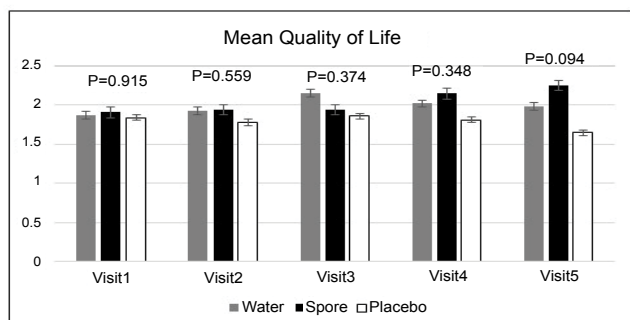 Mean Quality of Life
2.5
2
1.5
1
0.5
0
P=0.915
P=0.559
P=0.374
P=0.348
P=0.094
Visit1
Visit2
Visit3
Visit4
Visit5
Water
Spore
Placebo